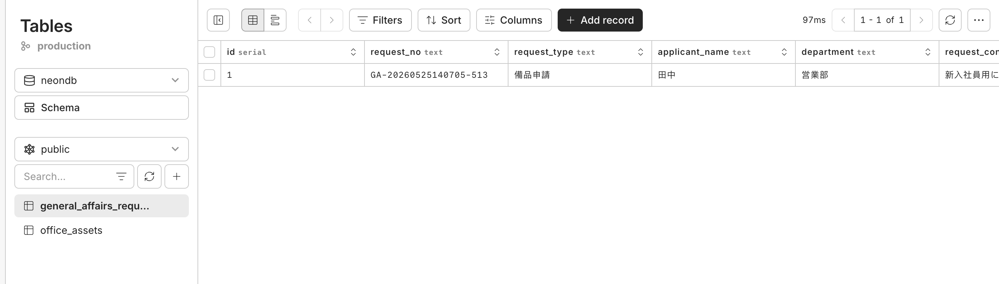 Tables
production
neondb
Schema
public
Search...
general_affairs_requ...
office_assets
Filters
Sort
Columns
+ Add record
97ms
1 - 1 of 1
id serial
request_no text
request_type text
applicant_name text
department text
request_con
1
GA-20260525140705-513
備品申請
田中
営業部
新入社員用に